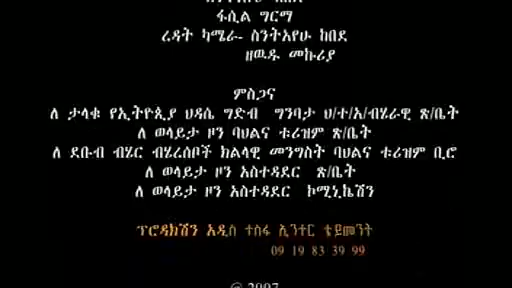 ፋሲል ግርማ
ረዳት ካሜራ- ስንትአየሁ ከበደ
ዘዉዱ መኩሪያ
ምስጋና
ለ ታላቁ የኢትዮጲያ ህዳሴ ግድብ ግንባታ ህ/ተ/አ/ብሄራዊ ጽ/ቤት
ለ ወላይታ ዞን ባህልና ቱሪዝም ጽ/ቤት
ለ ደቡብ ብሄር ብሄረሰቦች ክልላዊ መንግስት ባህልና ቱሪዝም ቢሮ
ለ ወላይታ ዞን አስተዳደር ጽ/ቤት
ለ ወላይታ ዞን አስተዳደር ኮሚኒኬሽን
ፕሮዳክሽን አዲስ ተስፋ ኢንተር ቴይመንት
09 19 83 39 99
@ 2007